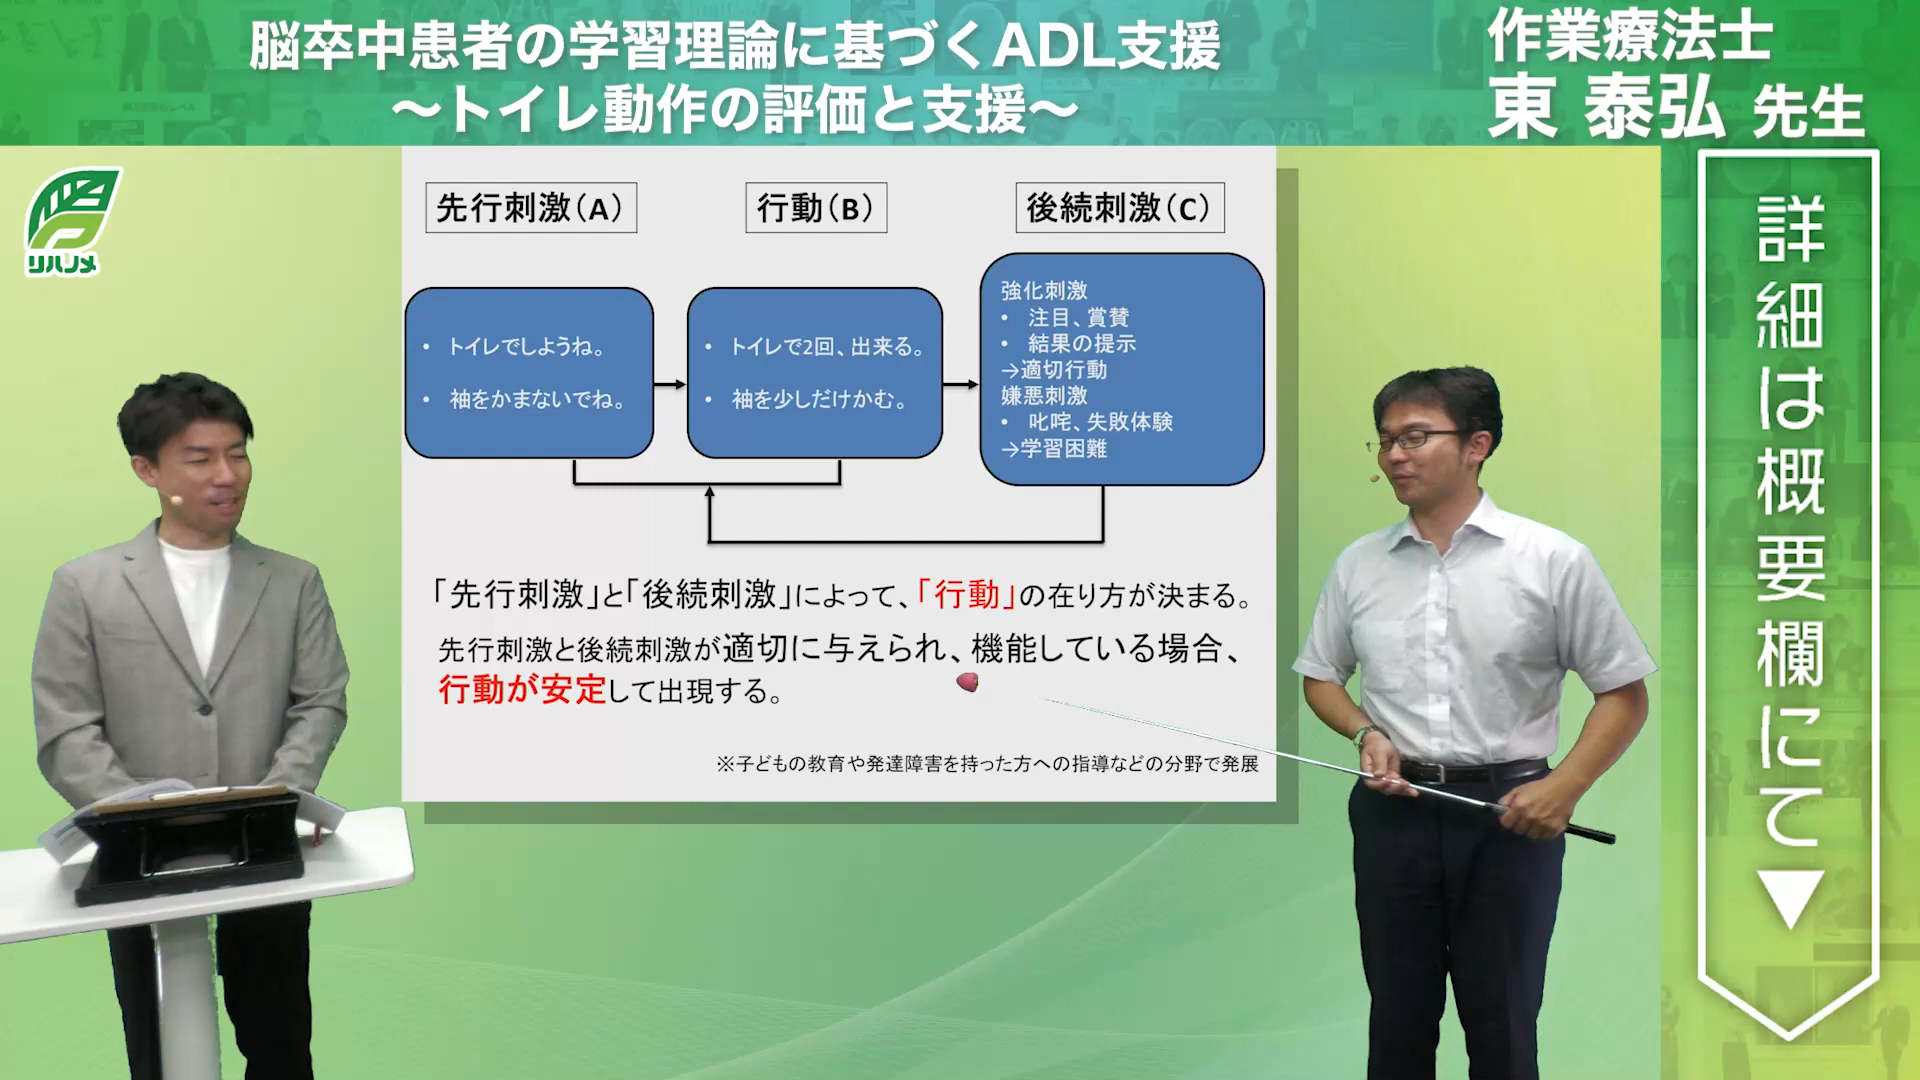 脳卒中患者の学習理論に基づくADL支援
～トイレ動作の評価と支援～
作業療法士
東 泰弘 先生
リハノメ
先行刺激（A）
行動（B）
後続刺激（C）
• トイレでしようね。
• 袖をかまないでね。
• トイレで2回、出来る。
• 袖を少しだけかむ。
強化刺激
• 注目、賞賛
• 結果の提示
→適切行動
嫌悪刺激
• 叱咤、失敗体験
→学習困難
「先行刺激」と「後続刺激」によって、「行動」の在り方が決まる。
先行刺激と後続刺激が適切に与えられ、機能している場合、
行動が安定して出現する。
※子どもの教育や発達障害を持った方への指導などの分野で発展
詳細は概要欄にて▼